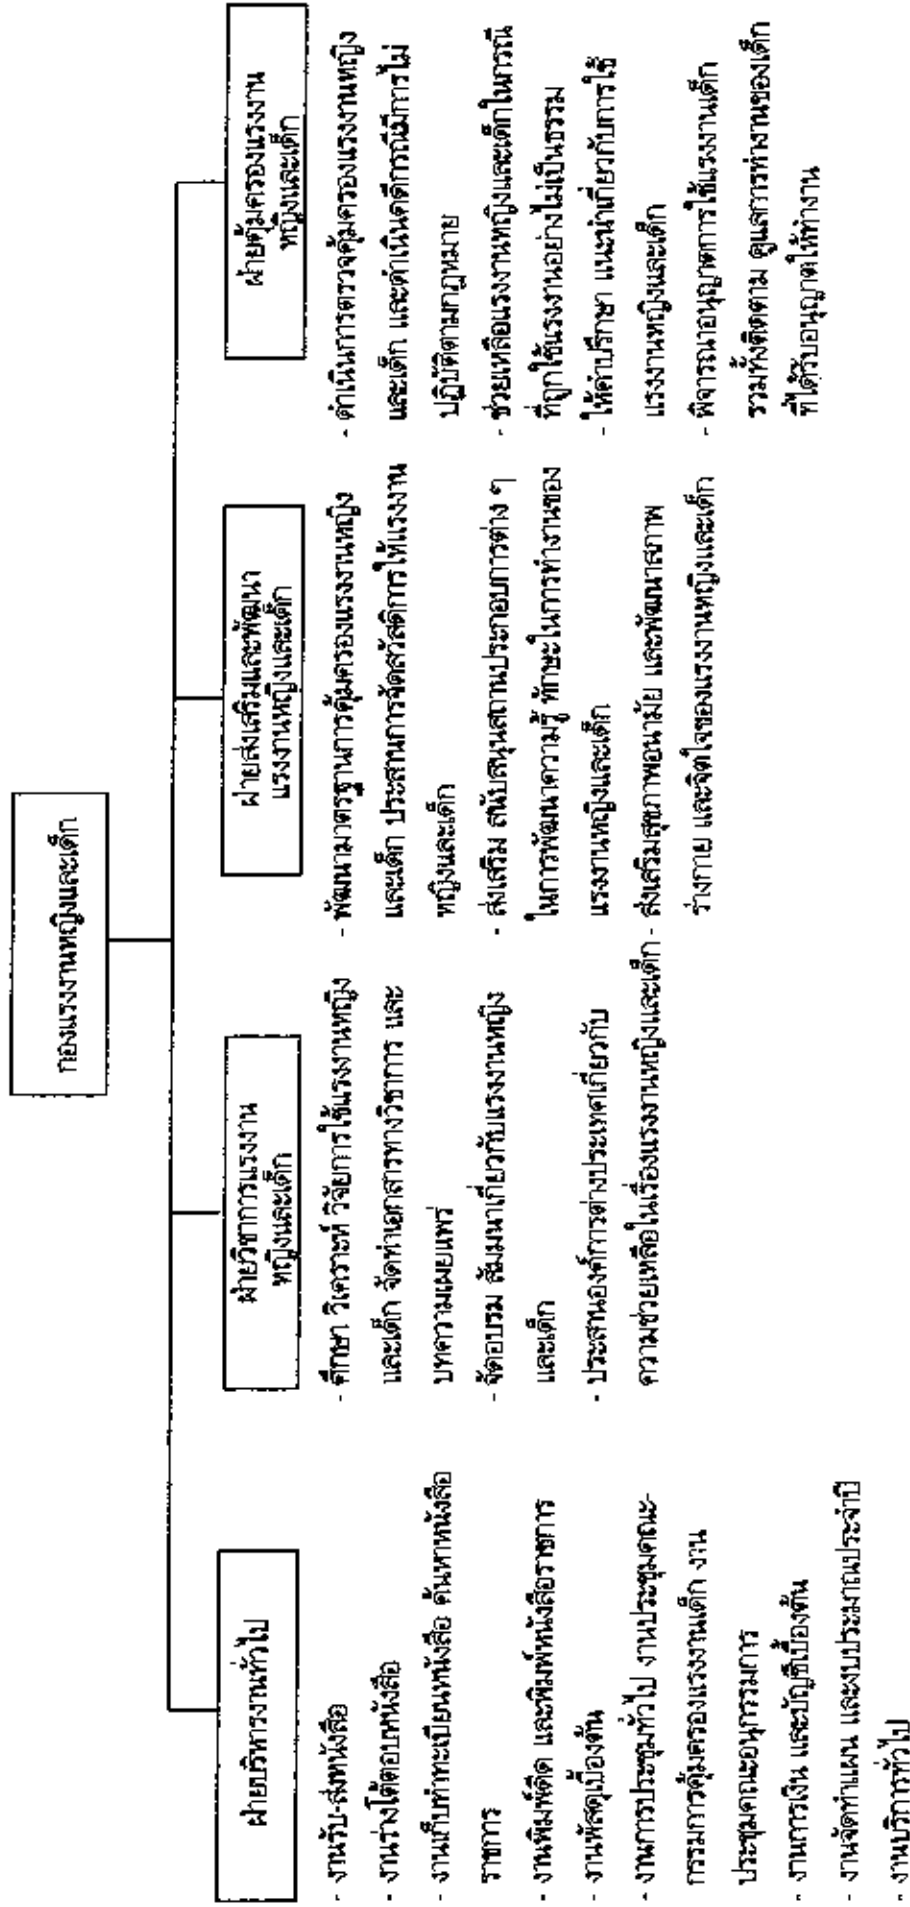 กองแรงงานหญิงและเด็ก
ฝ่ายบริหารงานทั่วไป
- งานรับ-ส่งหนังสือ
- งานร่างโต้ตอบหนังสือ
- งานเก็บทำทะเบียนหนังสือ ค้นหาหนังสือ
ราชการ
- งานพิมพ์ดีด และพิมพ์หนังสือราชการ
- งานพัสดุเบื้องต้น
- งานการประชุมทั่วไป งานประชุมคณะ-
กรรมการคุ้มครองแรงงานเด็ก งาน
ประชุมคณะอนุกรรมการ
- งานการเงิน และบัญชีเบื้องต้น
- งานจัดทำแผน และงบประมาณประจำปี
- งานบริการทั่วไป
ฝ่ายวิชาการแรงงาน
หญิงและเด็ก
- ศึกษา วิเคราะห์ วิจัยการใช้แรงงานหญิง
และเด็ก จัดทำเอกสารทางวิชาการ และ
บทความเผยแพร่
- จัดอบรม สัมมนาเกี่ยวกับแรงงานหญิง
และเด็ก
- ประสานองค์การต่างประเทศเกี่ยวกับ
ความช่วยเหลือในเรื่องแรงงานหญิงและเด็ก
ฝ่ายส่งเสริมและพัฒนา
แรงงานหญิงและเด็ก
- พัฒนามาตรฐานการคุ้มครองแรงงานหญิง
และเด็ก ประสานการจัดสวัสดิการให้แรงงาน
หญิงและเด็ก
- ส่งเสริม สนับสนุนสถานประกอบการต่าง ๆ
ในการพัฒนาความรู้ ทักษะในการทำงานของ
แรงงานหญิงและเด็ก
- ส่งเสริมสุขภาพอนามัย และพัฒนาสภาพ
ร่างกาย และจิตใจของแรงงานหญิงและเด็ก
ฝ่ายคุ้มครองแรงงาน
หญิงและเด็ก
- ดำเนินการตรวจคุ้มครองแรงงานหญิง
และเด็ก และดำเนินคดีกรณีมีการไม่
ปฏิบัติตามกฎหมาย
- ช่วยเหลือแรงงานหญิงและเด็กในกรณี
ที่ถูกใช้แรงงานอย่างไม่เป็นธรรม
- ให้คำปรึกษา แนะนำเกี่ยวกับการใช้
แรงงานหญิงและเด็ก
- พิจารณาอนุญาตการใช้แรงงานเด็ก
รวมทั้งติดตาม ดูแลการทำงานของเด็ก
ที่ได้รับอนุญาตให้ทำงาน